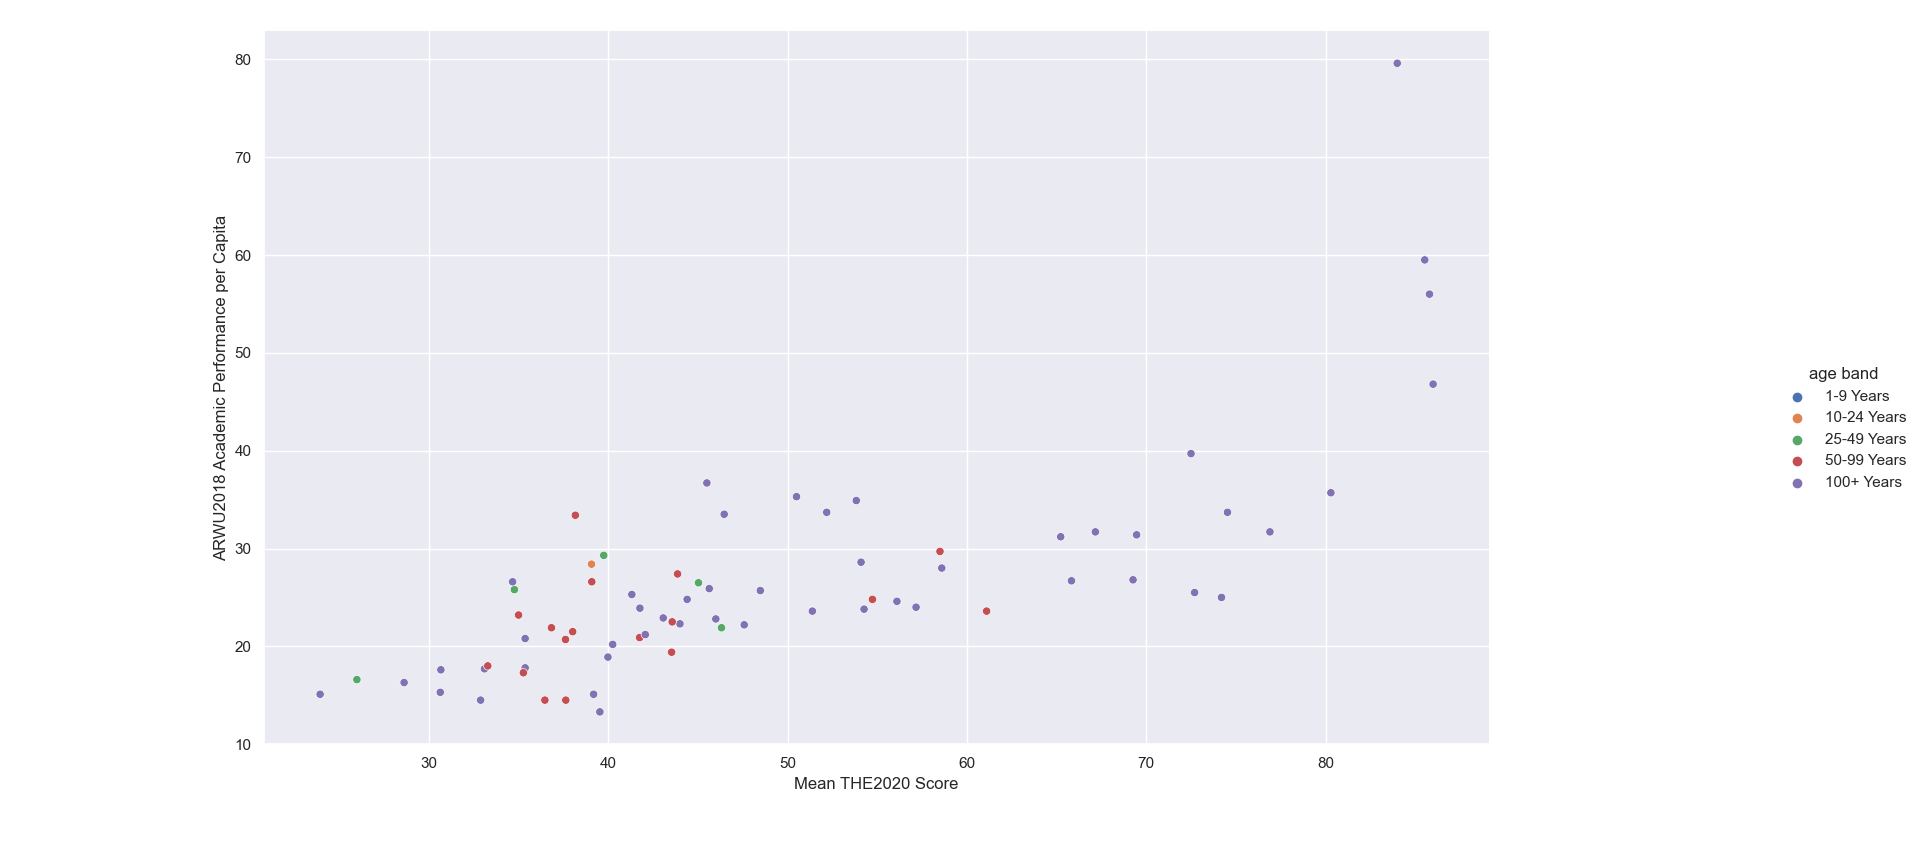 80
70
60
50
40
30
20
10
ARWU2018 Academic Performance per Capita
30 40 50 60 70 80
Mean THE2020 Score
age band
1-9 Years
10-24 Years
25-49 Years
50-99 Years
100+ Years